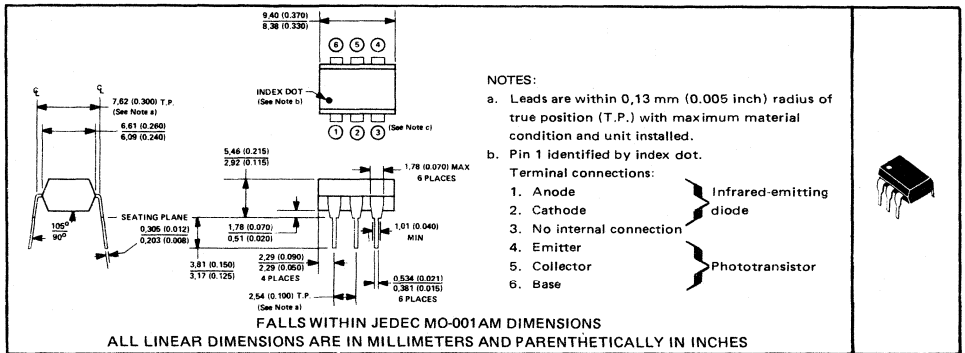 9,40 (0.370)
8,38 (0.330)
6 5 4
INDEX DOT
(See Note b)
1 2 3 (See Note c)
℄ ℄
7,62 (0.300) T.P.
(See Note a)
6,61 (0.260)
6,09 (0.240)
5,46 (0.215)
2,92 (0.115)
1,78 (0.070) MAX
6 PLACES
SEATING PLANE
105°
90°
0,305 (0.012)
0,203 (0.008)
1,78 (0.070)
0,51 (0.020)
1,01 (0.040)
MIN
3,81 (0.150)
3,17 (0.125)
2,29 (0.090)
2,29 (0.050)
4 PLACES
0,534 (0.021)
0,381 (0.015)
6 PLACES
2,54 (0.100) T.P.
(See Note a)
NOTES:
a. Leads are within 0,13 mm (0.005 inch) radius of
true position (T.P.) with maximum material
condition and unit installed.
b. Pin 1 identified by index dot.
Terminal connections:
1. Anode
2. Cathode
Infrared-emitting
diode
3. No internal connection
4. Emitter
5. Collector
6. Base
Phototransistor
FALLS WITHIN JEDEC MO-001AM DIMENSIONS
ALL LINEAR DIMENSIONS ARE IN MILLIMETERS AND PARENTHETICALLY IN INCHES